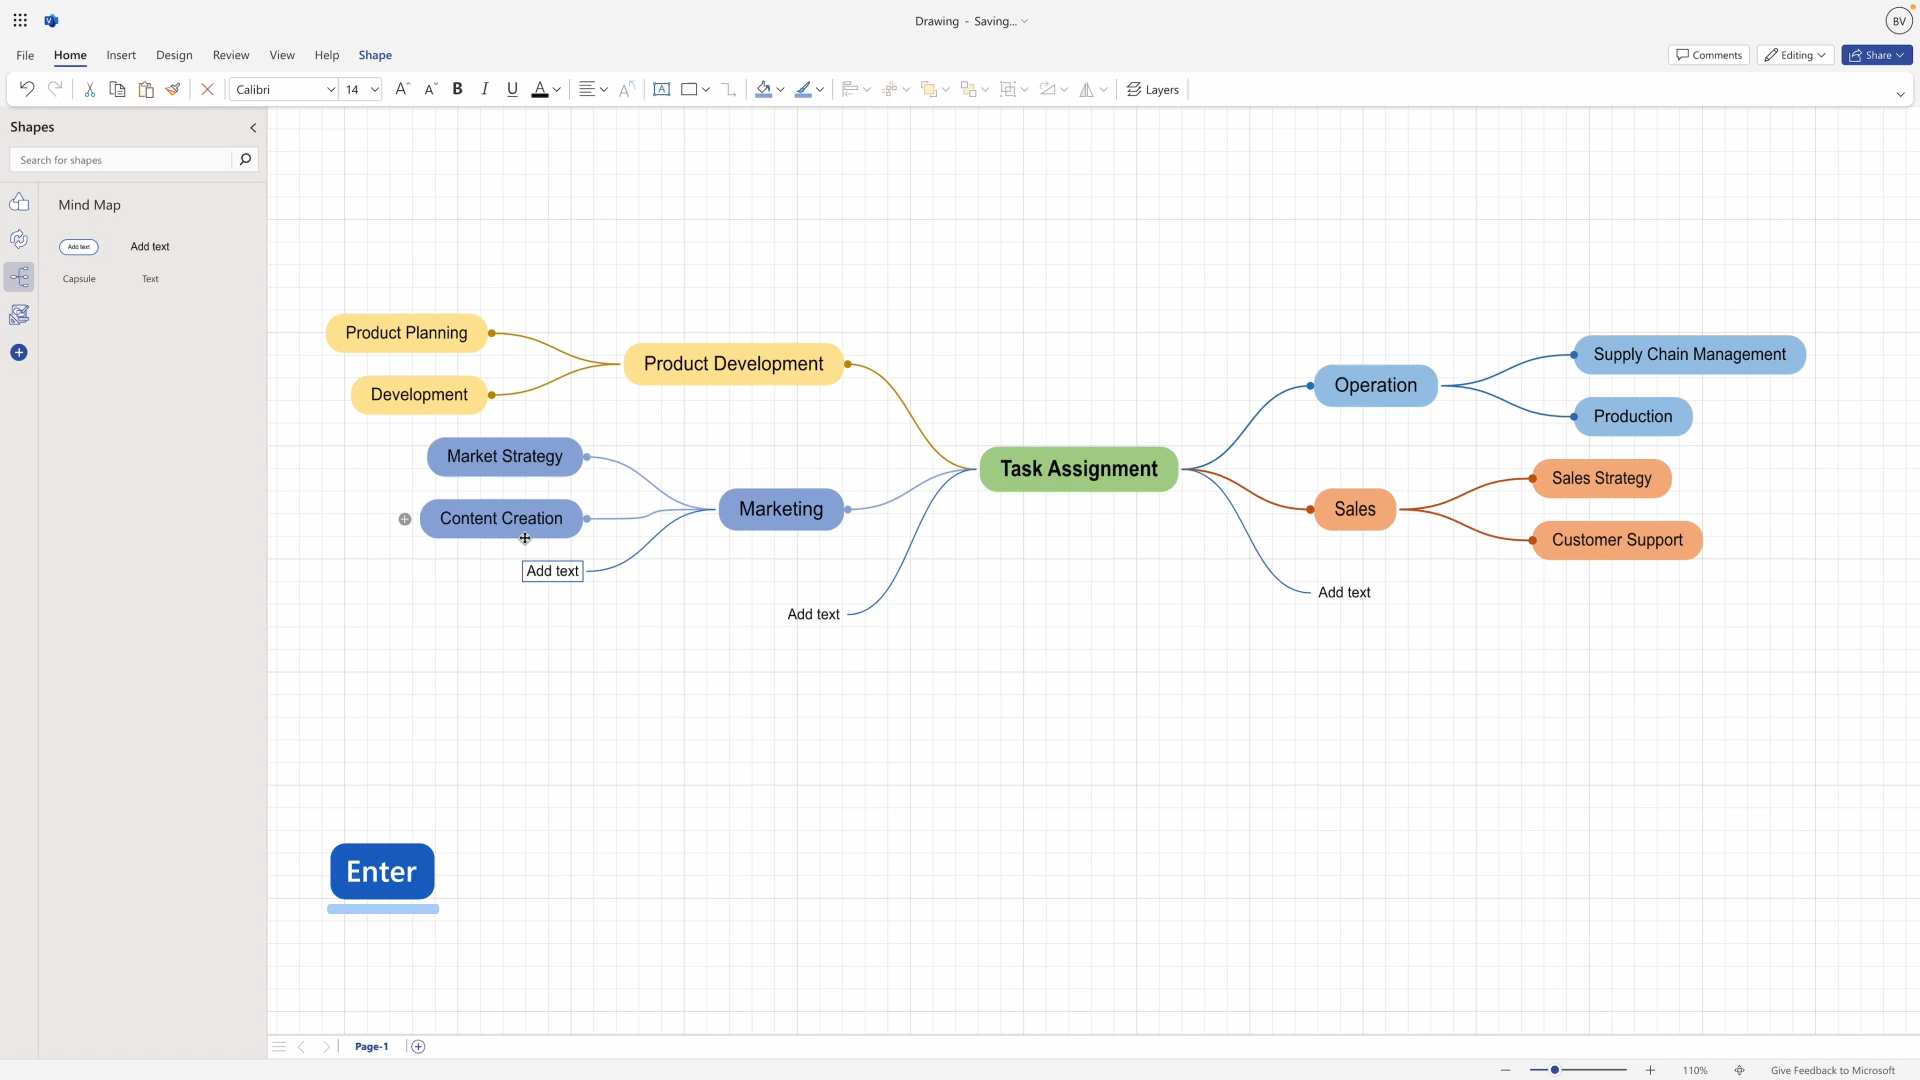 Drawing - Saving...
BV
File Home Insert Design Review View Help Shape
Comments Editing Share
Calibri 14 A A B I U A A A Layers
Shapes
Search for shapes
Mind Map
Add text Add text
Capsule Text
Product Planning
Development
Product Development
Market Strategy
Content Creation
Add text
Marketing
Add text
Task Assignment
Operation
Supply Chain Management
Production
Sales
Sales Strategy
Customer Support
Add text
Enter
Page-1
110% Give Feedback to Microsoft